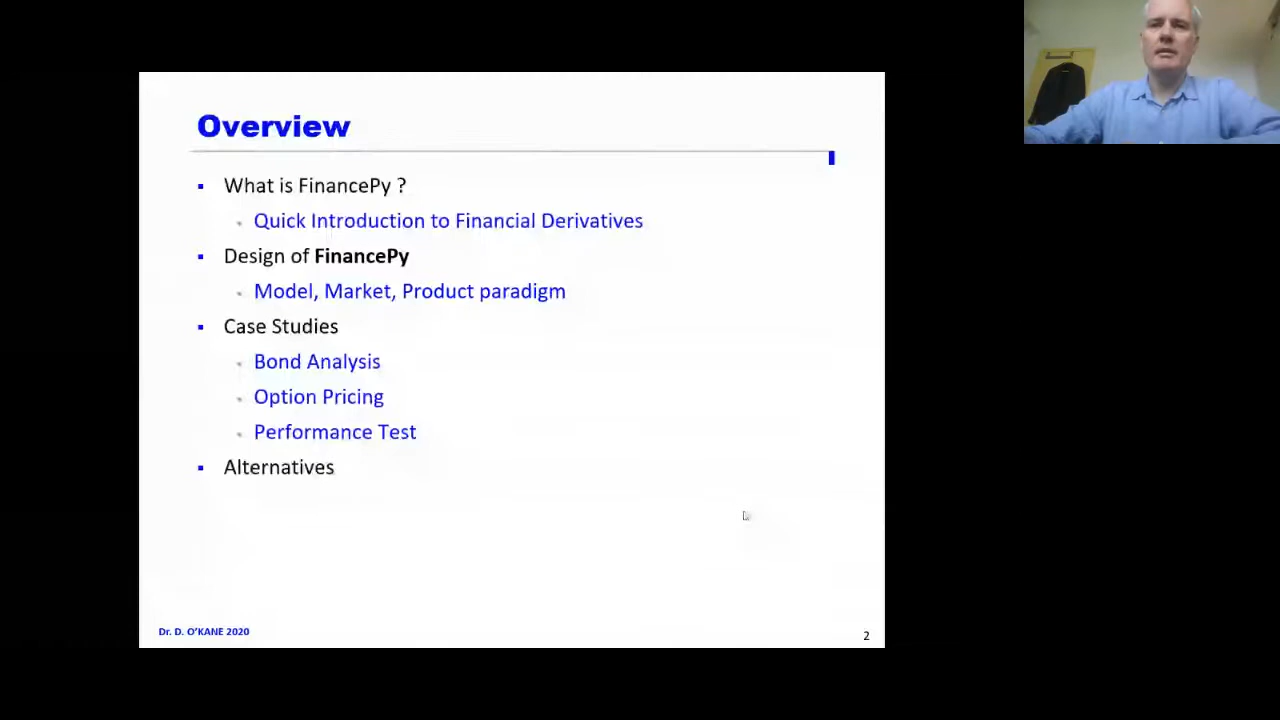 Overview
What is FinancePy ?
Quick Introduction to Financial Derivatives
Design of FinancePy
Model, Market, Product paradigm
Case Studies
Bond Analysis
Option Pricing
Performance Test
Alternatives
Dr. D. O'KANE 2020
2